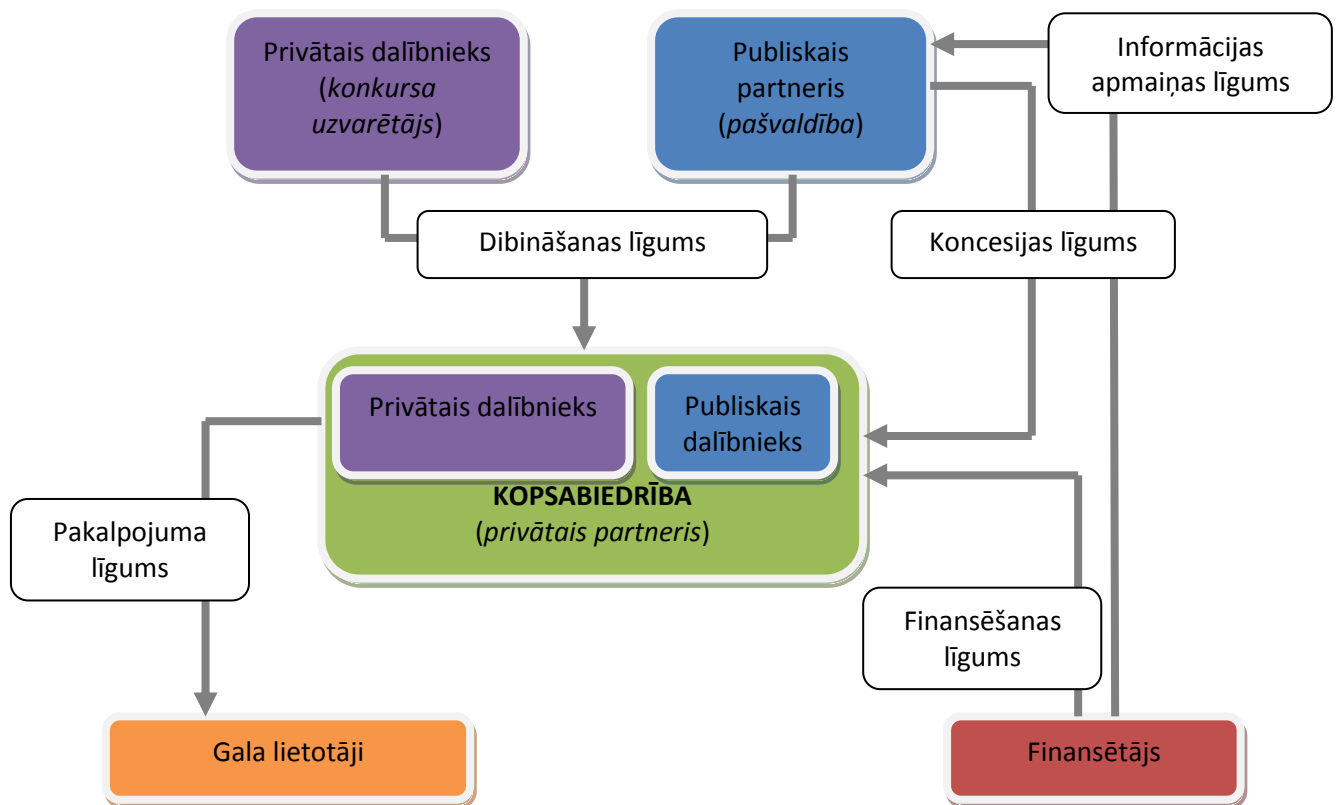 Privātais dalībnieks
(konkursa
uzvarētājs)
Publiskais
partneris
(pašvaldība)
Informācijas
apmaiņas līgums
Dibināšanas līgums
Koncesijas līgums
Privātais dalībnieks
Publiskais
dalībnieks
KOPSABIEDRĪBA
(privātais partneris)
Pakalpojuma
līgums
Finansēšanas
līgums
Gala lietotāji
Finansētājs